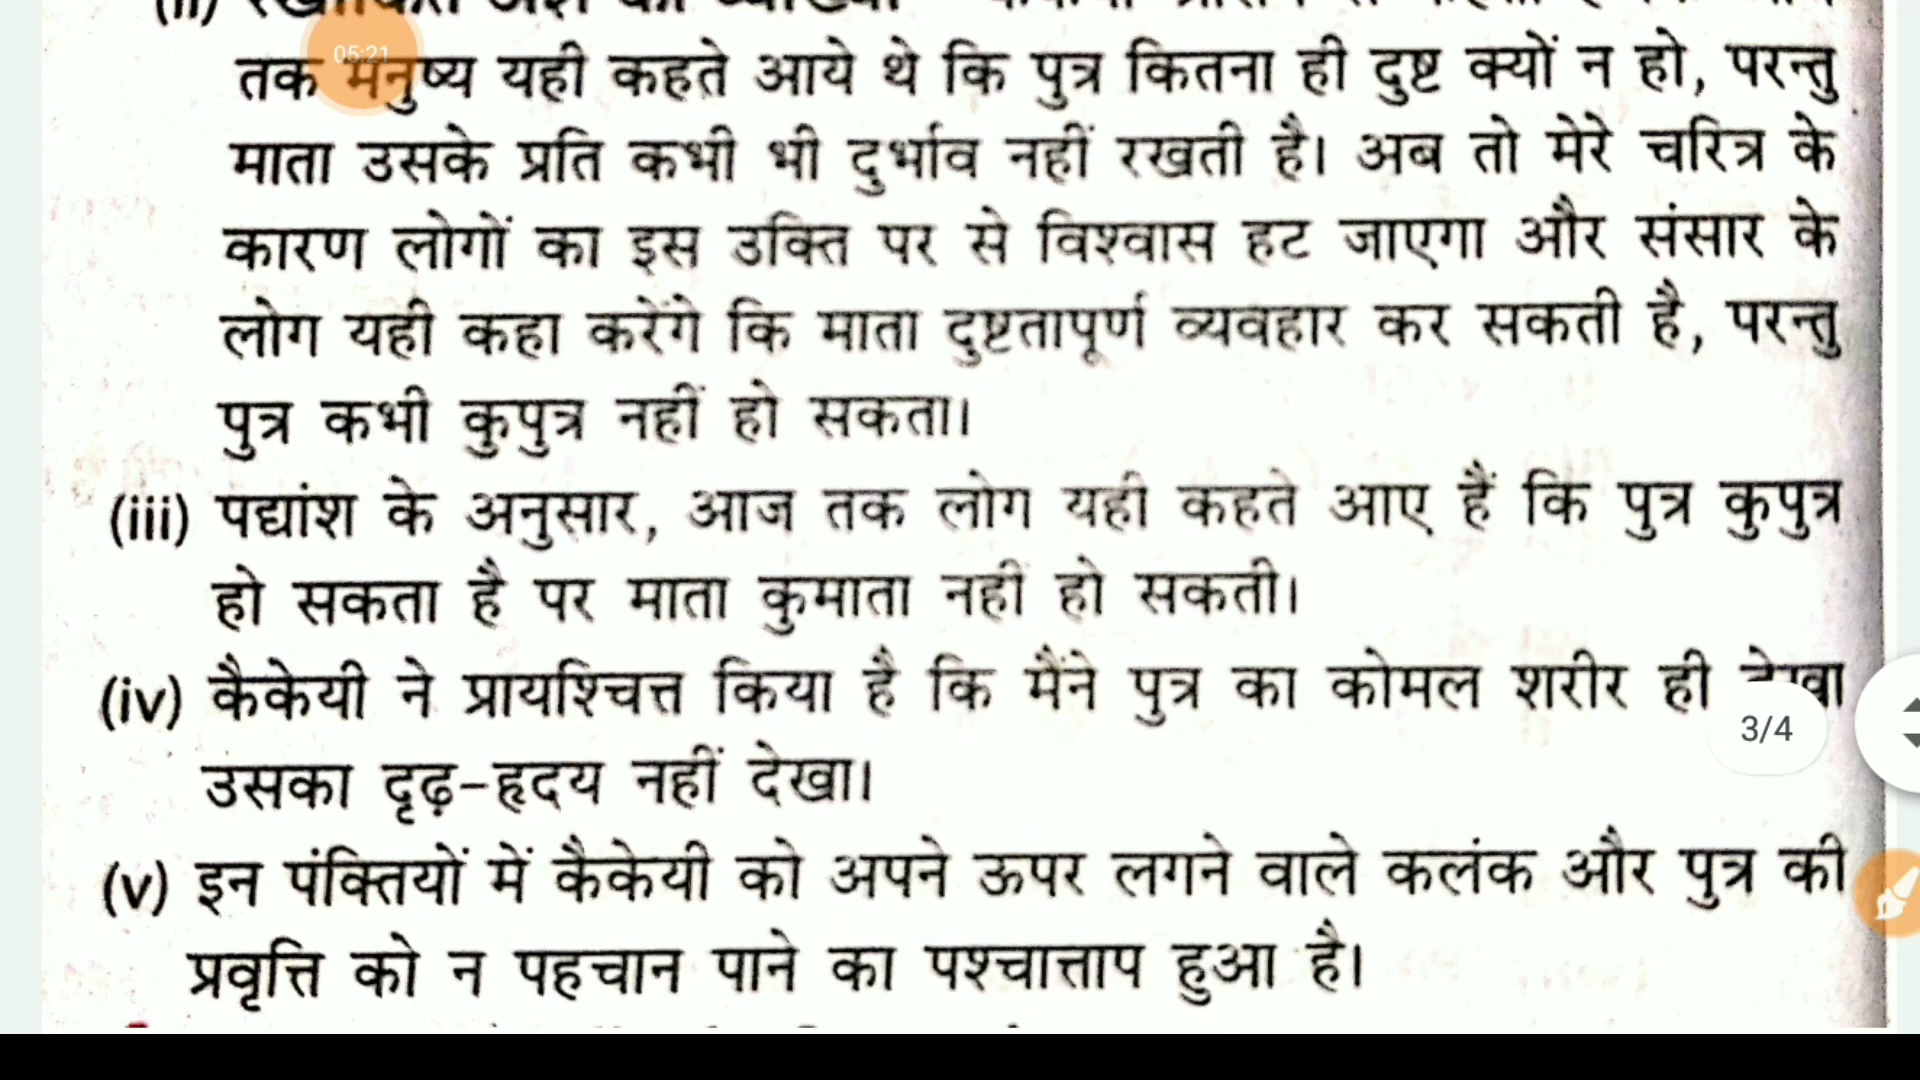 (ii) रेखांकित अंश की व्याख्या
05:21
तक मनुष्य यही कहते आये थे कि पुत्र कितना ही दुष्ट क्यों न हो, परन्तु
माता उसके प्रति कभी भी दुर्भाव नहीं रखती है। अब तो मेरे चरित्र के
कारण लोगों का इस उक्ति पर से विश्वास हट जाएगा और संसार के
लोग यही कहा करेंगे कि माता दुष्टतापूर्ण व्यवहार कर सकती है, परन्तु
पुत्र कभी कुपुत्र नहीं हो सकता।
(iii) पद्यांश के अनुसार, आज तक लोग यही कहते आए हैं कि पुत्र कुपुत्र
हो सकता है पर माता कुमाता नहीं हो सकती।
(iv) कैकेयी ने प्रायश्चित्त किया है कि मैंने पुत्र का कोमल शरीर ही देखा
3/4
उसका दृढ़-हृदय नहीं देखा।
(v) इन पंक्तियों में कैकेयी को अपने ऊपर लगने वाले कलंक और पुत्र की
प्रवृत्ति को न पहचान पाने का पश्चात्ताप हुआ है।